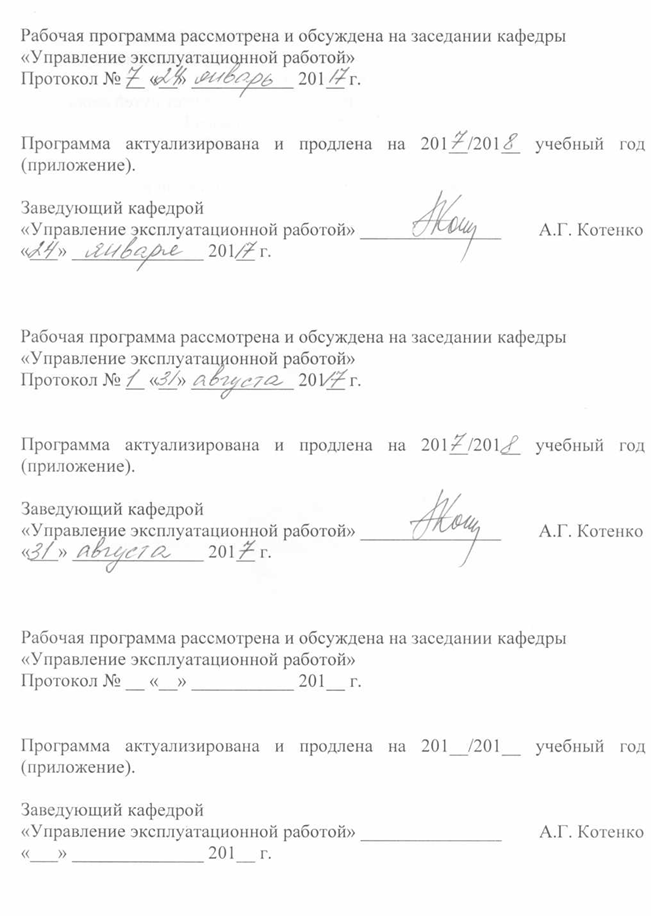 Рабочая программа рассмотрена и обсуждена на заседании кафедры
«Управление эксплуатационной работой»
Протокол № 7 «24» январь 2017 г.
Программа актуализирована и продлена на 2017/2018 учебный год
(приложение).
Заведующий кафедрой
«Управление эксплуатационной работой» _______________ А.Г. Котенко
«24» января 2017 г.
Рабочая программа рассмотрена и обсуждена на заседании кафедры
«Управление эксплуатационной работой»
Протокол № 1 «31» августа 2017 г.
Программа актуализирована и продлена на 2017/2018 учебный год
(приложение).
Заведующий кафедрой
«Управление эксплуатационной работой» _______________ А.Г. Котенко
«31» августа 2017 г.
Рабочая программа рассмотрена и обсуждена на заседании кафедры
«Управление эксплуатационной работой»
Протокол № __ «__» ___________ 201__ г.
Программа актуализирована и продлена на 201__/201__ учебный год
(приложение).
Заведующий кафедрой
«Управление эксплуатационной работой» _______________ А.Г. Котенко
«___» ______________ 201__ г.